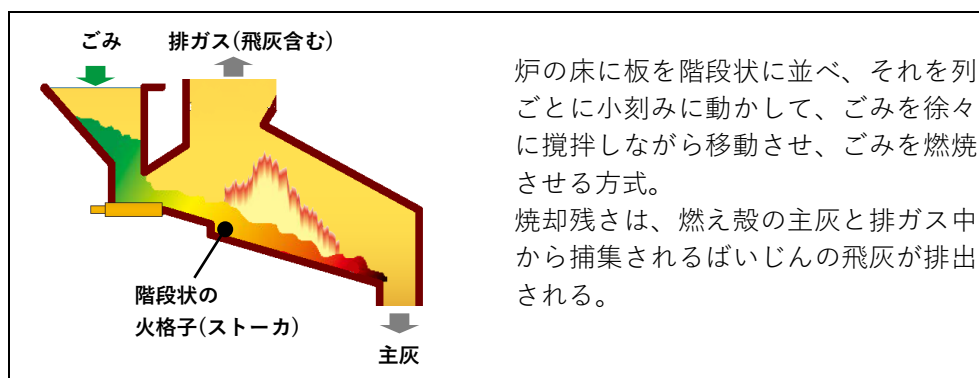 ごみ
排ガス(飛灰含む)
炉の床に板を階段状に並べ、それを列
ごとに小刻みに動かして、ごみを徐々
に撹拌しながら移動させ、ごみを燃焼
させる方式。
焼却残さは、燃え殻の主灰と排ガス中
から捕集されるばいじんの飛灰が排出
される。
階段状の
火格子(ストーカ)
主灰